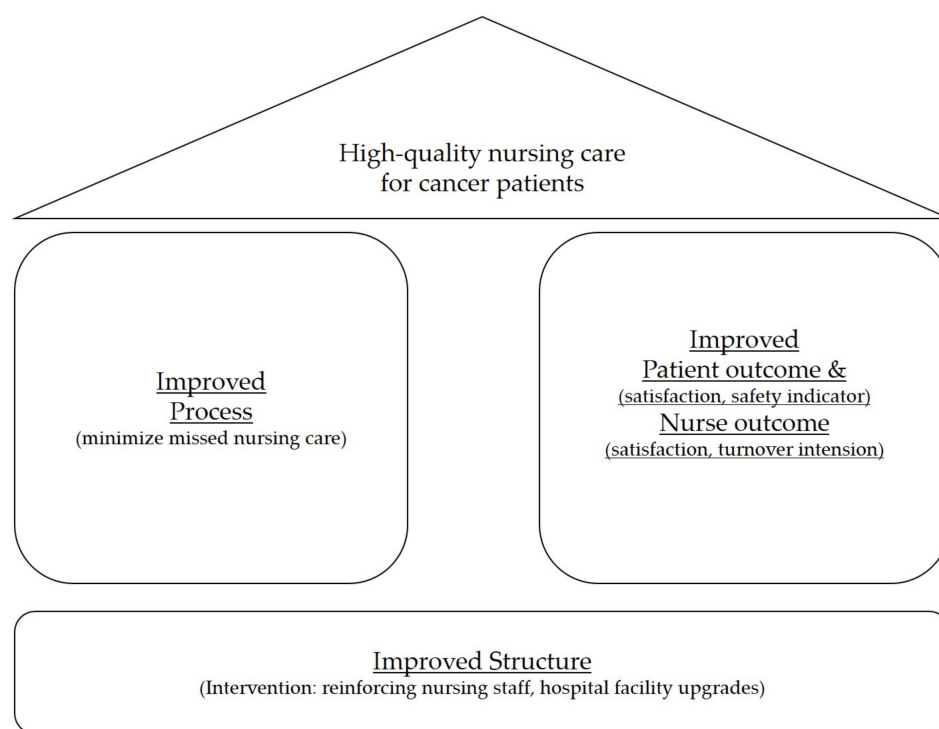 High-quality nursing care
for cancer patients
Improved
Process
(minimize missed nursing care)
Improved
Patient outcome &
(satisfaction, safety indicator)
Nurse outcome
(satisfaction, turnover intension)
Improved Structure
(Intervention: reinforcing nursing staff, hospital facility upgrades)